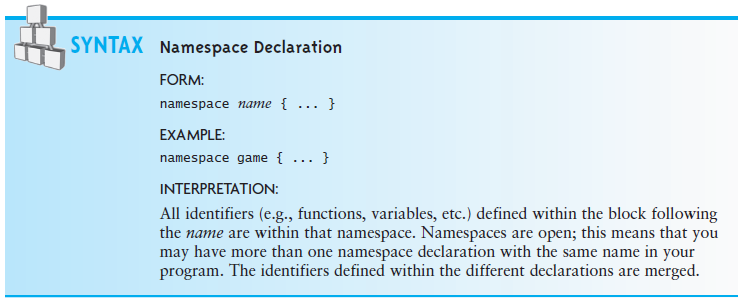 SYNTAX Namespace Declaration
FORM:
namespace name { ... }
EXAMPLE:
namespace game { ... }
INTERPRETATION:
All identifiers (e.g., functions, variables, etc.) defined within the block following
the name are within that namespace. Namespaces are open; this means that you
may have more than one namespace declaration with the same name in your
program. The identifiers defined within the different declarations are merged.